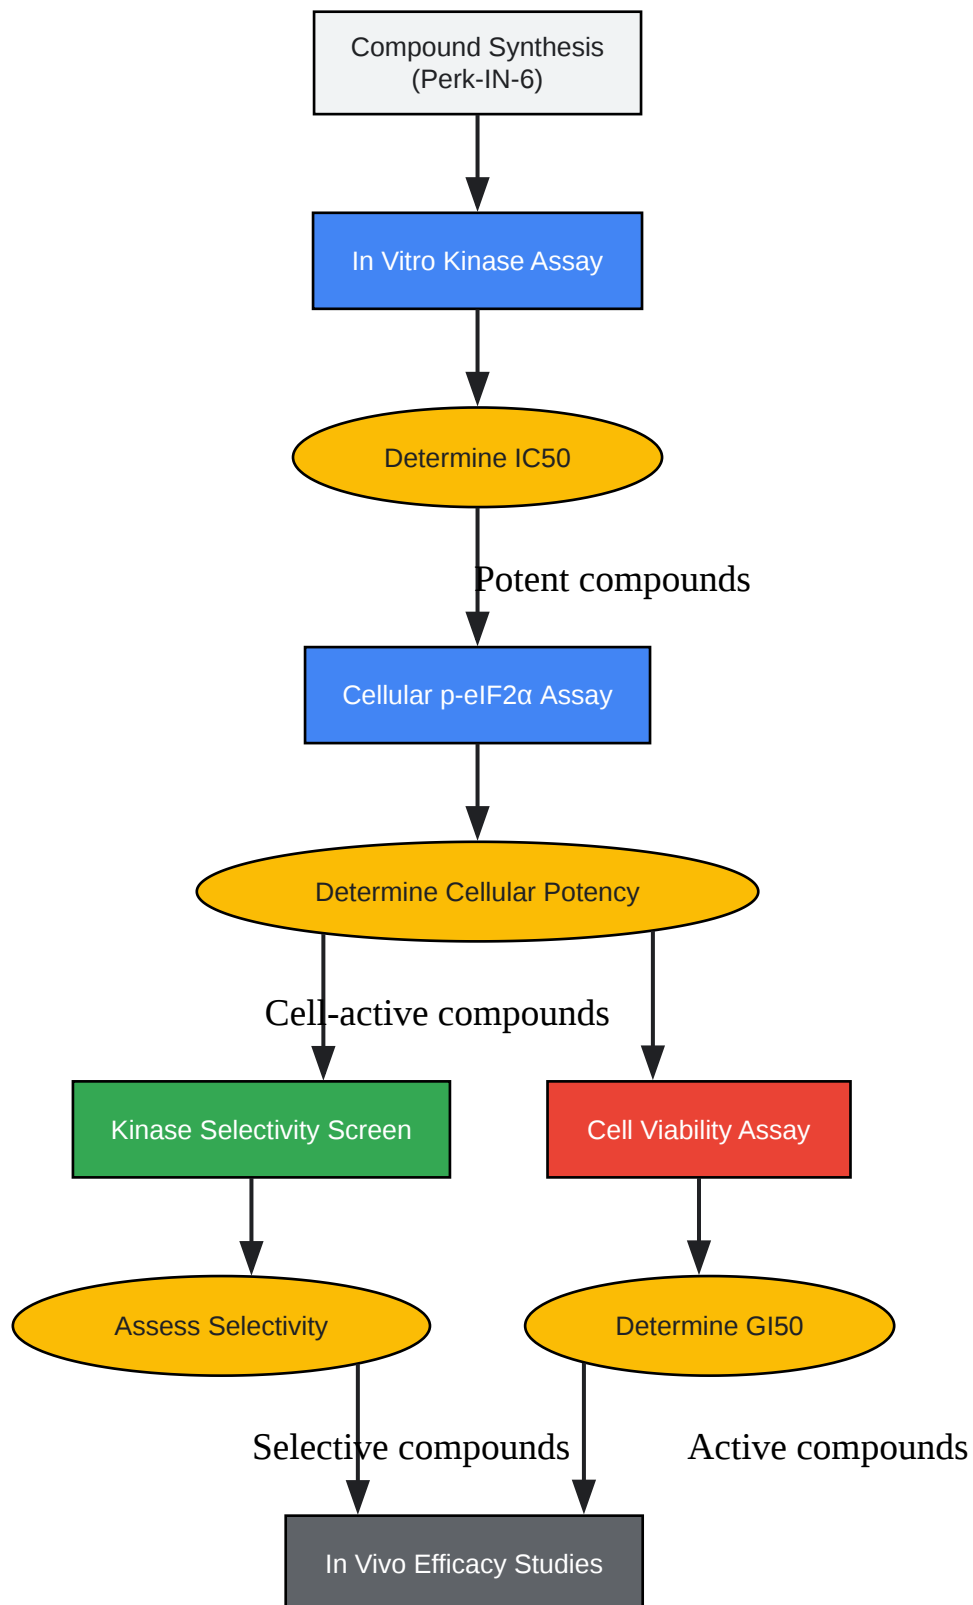 Compound Synthesis
(Perk-IN-6)
In Vitro Kinase Assay
Determine IC50
Potent compounds
Cellular p-eIF2α Assay
Determine Cellular Potency
Cell-active compounds
Kinase Selectivity Screen
Cell Viability Assay
Assess Selectivity
Determine GI50
Selective compounds
Active compounds
In Vivo Efficacy Studies